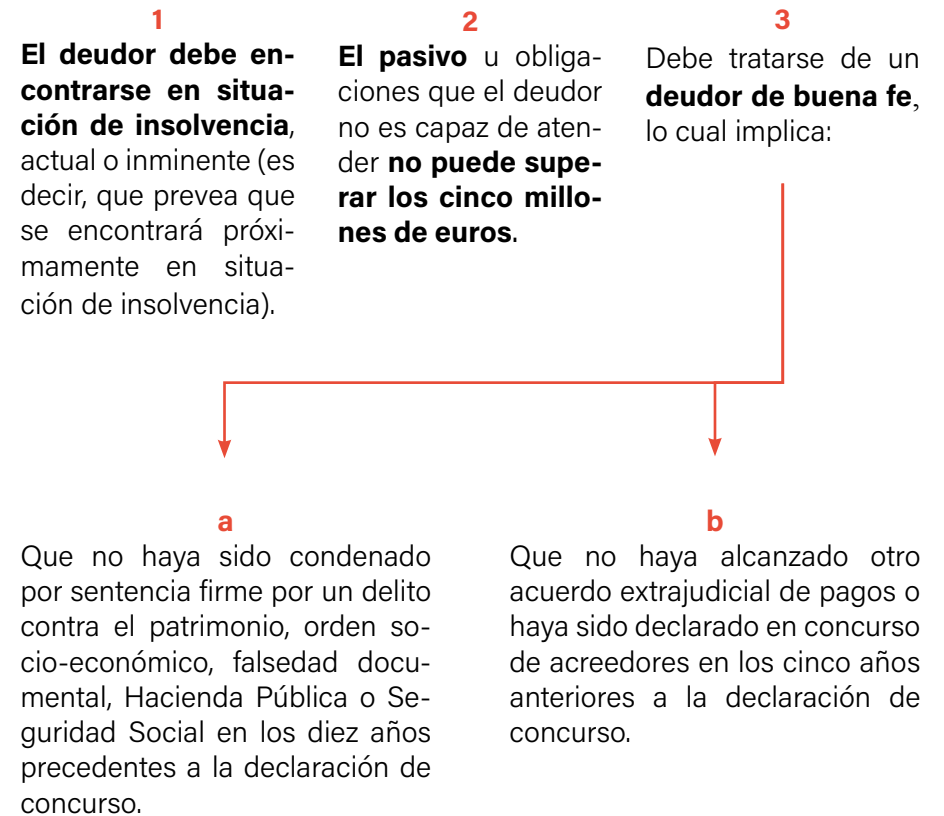 1
El deudor debe en-
contrarse en situa-
ción de insolvencia,
actual o inminente (es
decir, que prevea que
se encontrará próxi-
mamente en situa-
ción de insolvencia).
2
El pasivo u obliga-
ciones que el deudor
no es capaz de aten-
der no puede supe-
rar los cinco millo-
nes de euros.
3
Debe tratarse de un
deudor de buena fe,
lo cual implica:
a
Que no haya sido condenado
por sentencia firme por un delito
contra el patrimonio, orden so-
cio-económico, falsedad docu-
mental, Hacienda Pública o Se-
guridad Social en los diez años
precedentes a la declaración de
concurso.
b
Que no haya alcanzado otro
acuerdo extrajudicial de pagos o
haya sido declarado en concurso
de acreedores en los cinco años
anteriores a la declaración de
concurso.